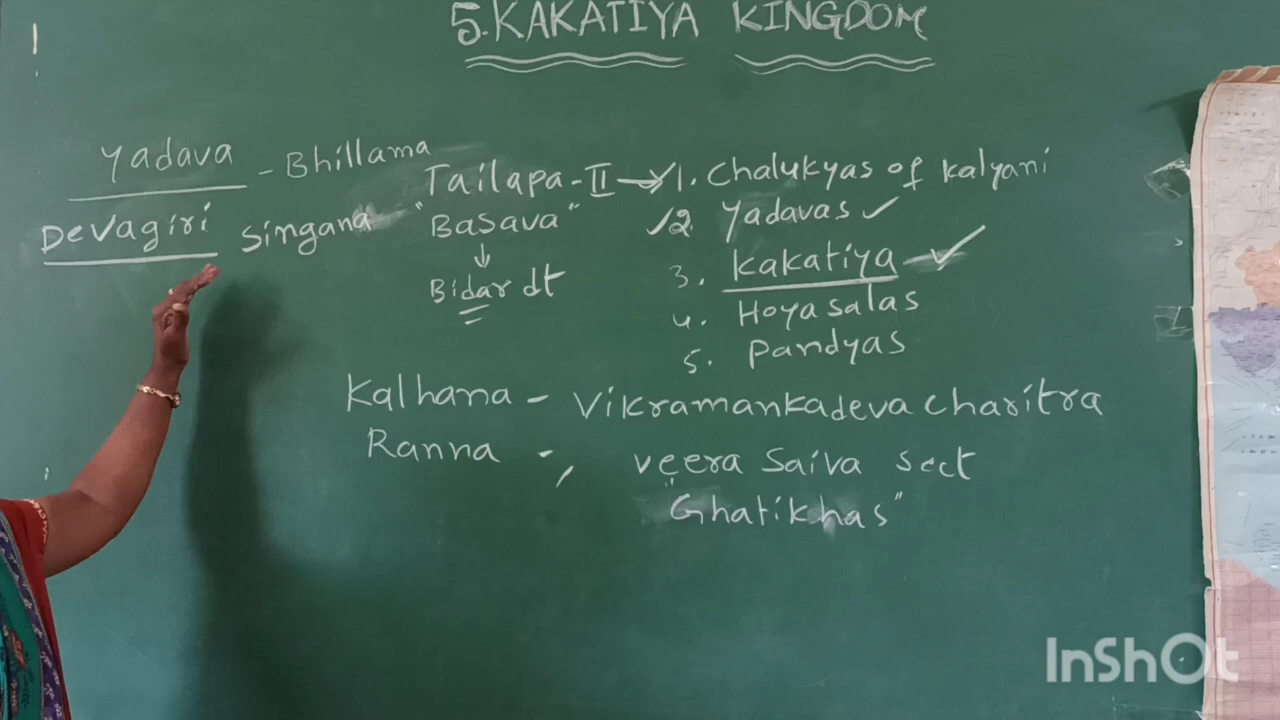 5. KAKATIYA KINGDOM
Yadava - Bhillama
Devagiri Singana
Tailapa - II → 1. Chalukyas of Kalyani
"Basava" ✓2. Yadavas ✓
↓
Bidar dt
3. Kakatiya ✓
4. Hoyasalas
5. Pandyas
Kalhana - Vikramankadeva Charitra
Ranna - , Veera Saiva Sect
"Ghatikhas"
InShOt